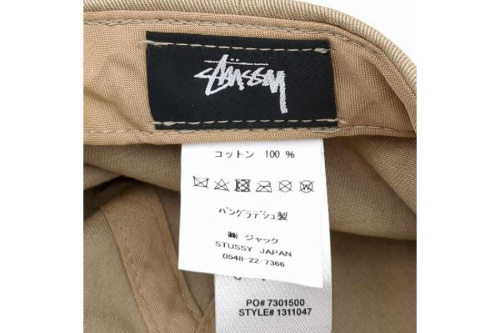 STÜSSY
コットン 100 %
バングラデシュ製
㈱ ジャック
STUSSY JAPAN
0548-22-7366
PO# 7301500
STYLE# 1311047